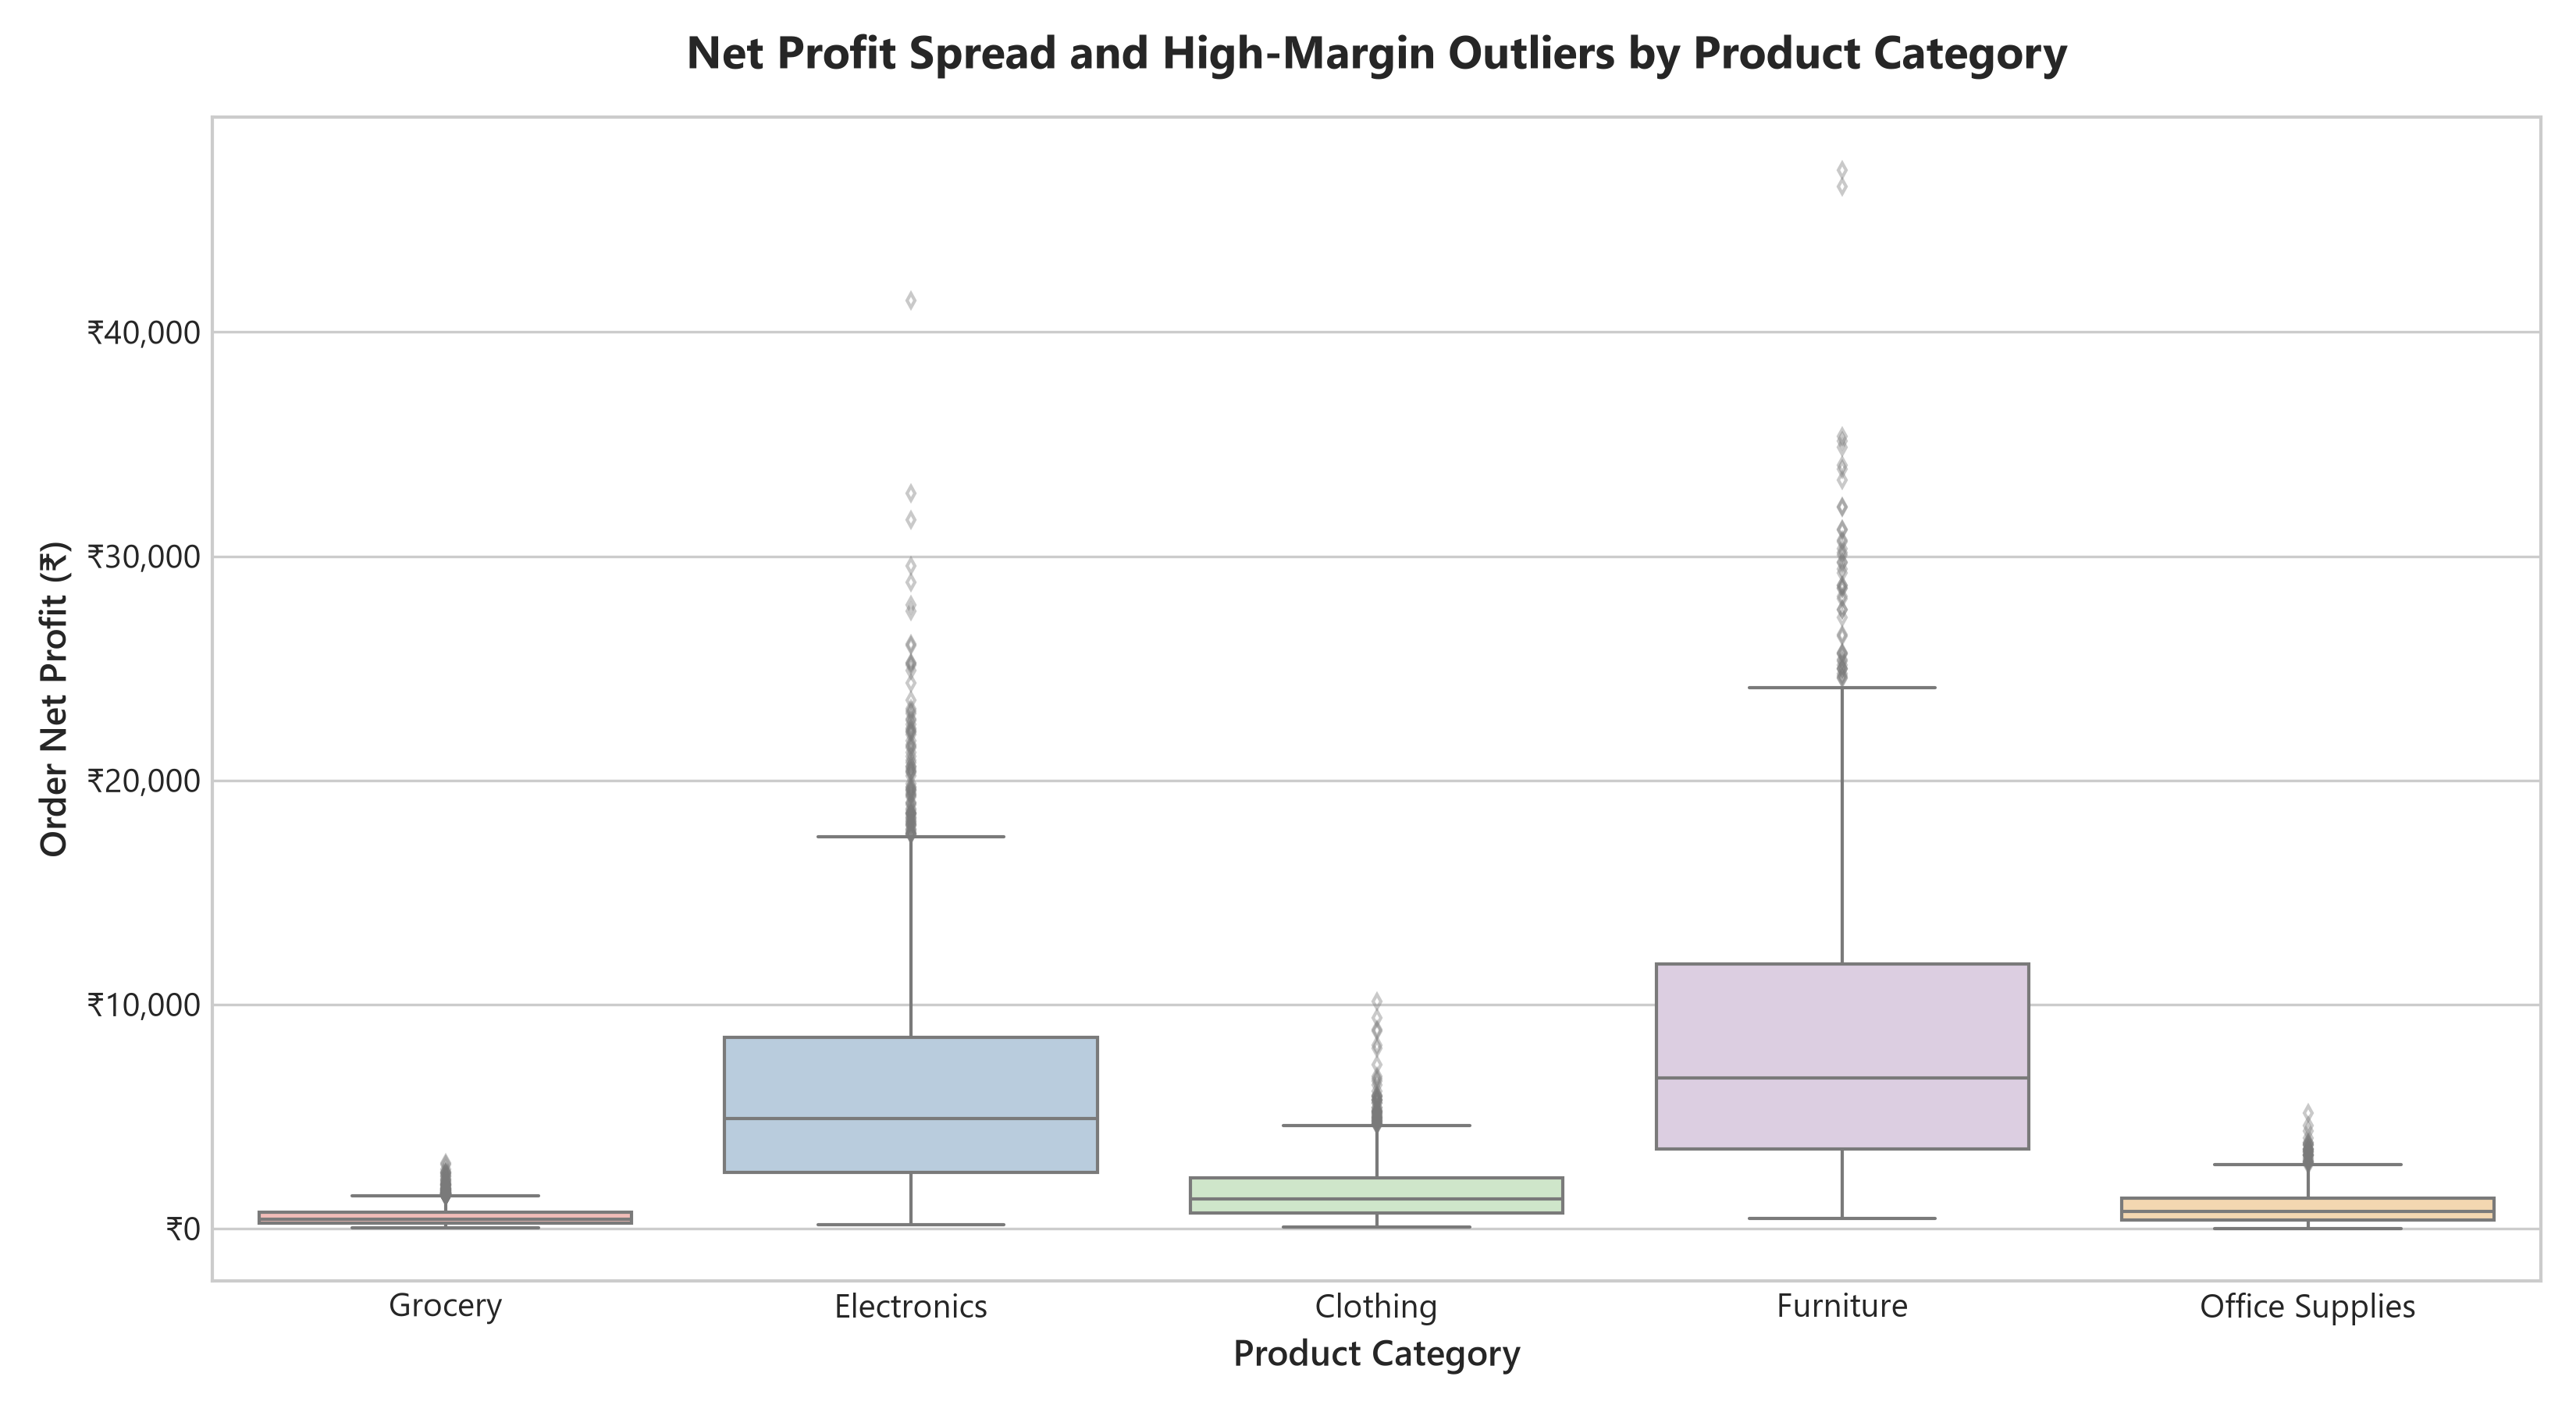 Net Profit Spread and High-Margin Outliers by Product Category
Order Net Profit (₹)
₹40,000
₹30,000
₹20,000
₹10,000
₹0
Grocery
Electronics
Clothing
Furniture
Office Supplies
Product Category